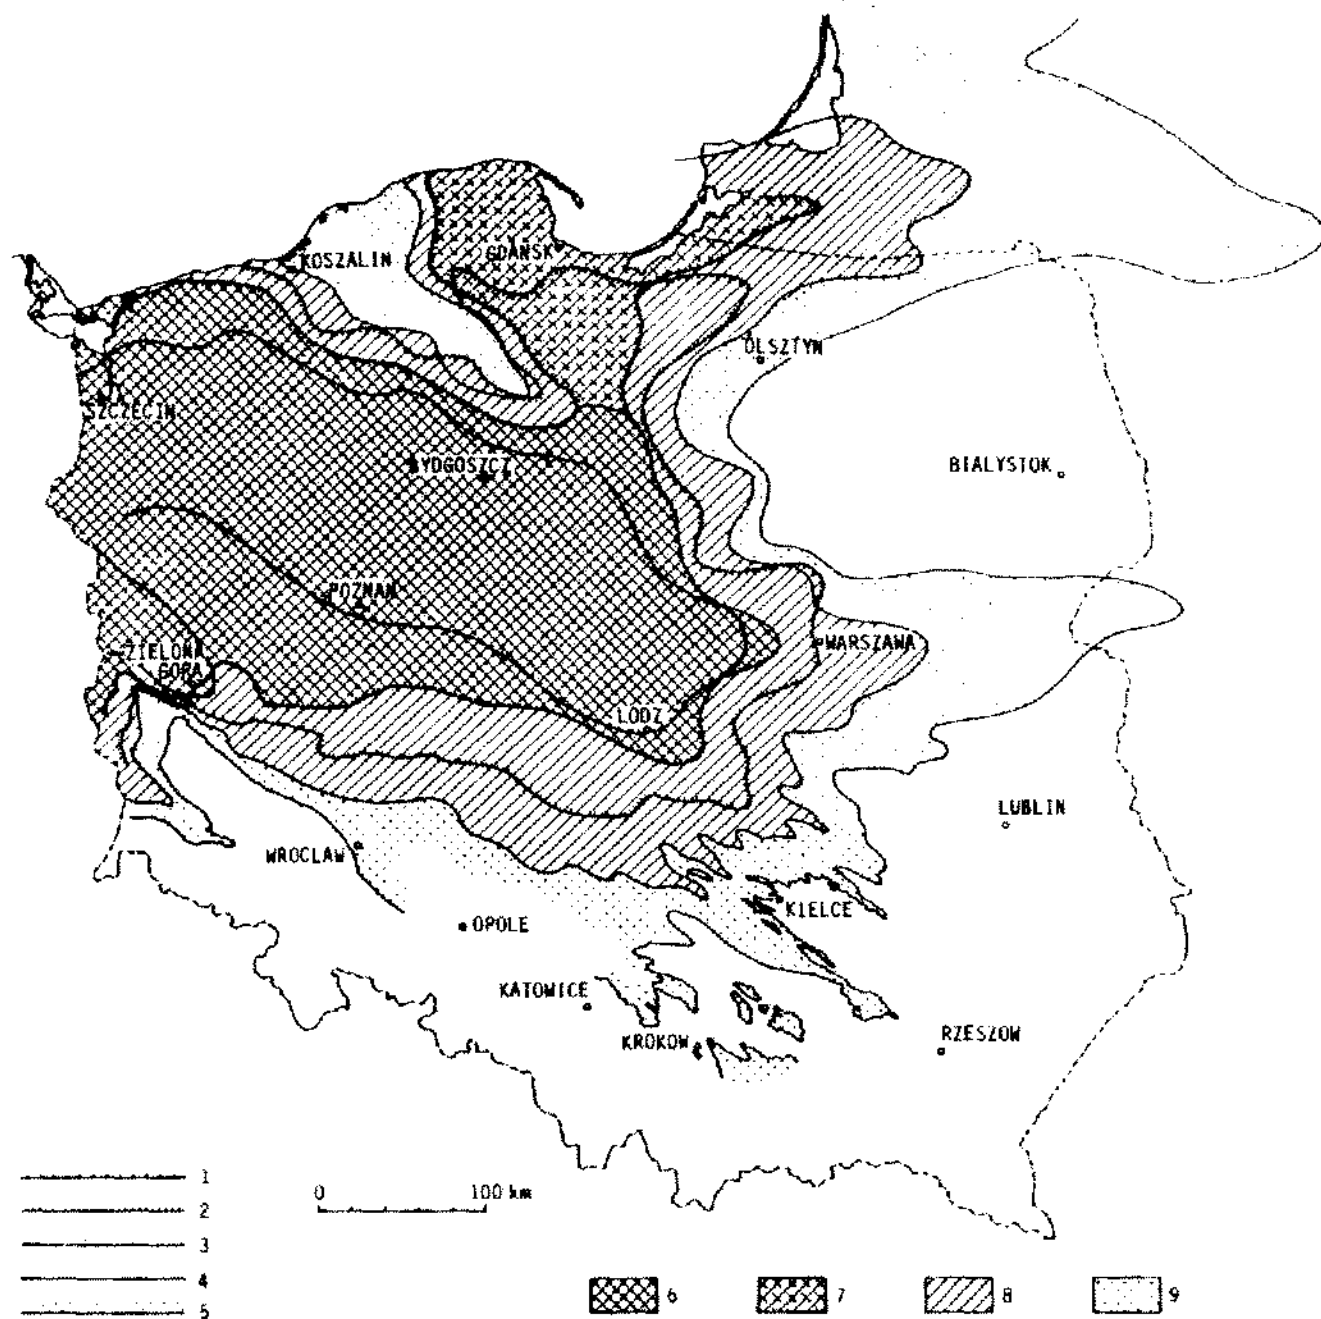 KOSZALIN
GDAŃSK
OLSZTYN
SZCZECIN
BYDGOSZCZ
BIALYSTOK
POZNAN
ZIELONA
GORA
WARSZAWA
LODZ
LUBLIN
WROCLAW
KIELCE
OPOLE
KATOWICE
KROKOW
RZESZOW
1
2
3
4
5
0 100 km
6 7 8 9